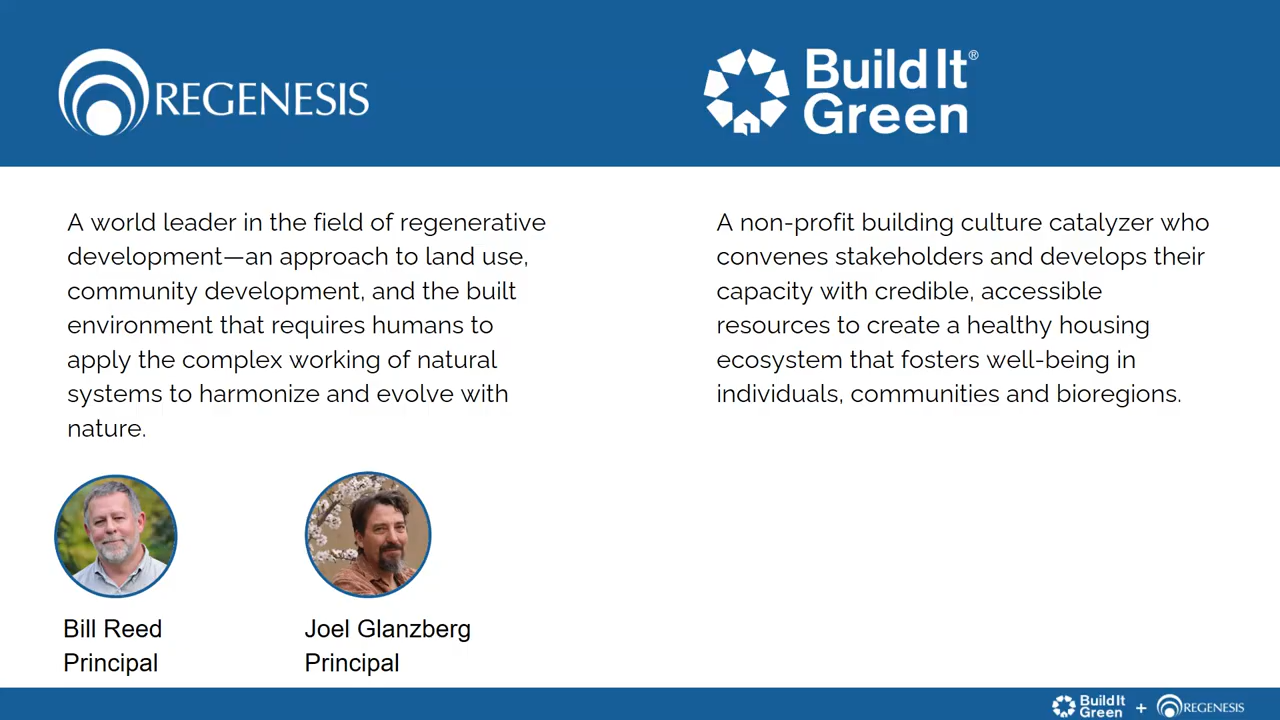 REGENESIS
Build It®
Green
A world leader in the field of regenerative
development—an approach to land use,
community development, and the built
environment that requires humans to
apply the complex working of natural
systems to harmonize and evolve with
nature.
A non-profit building culture catalyzer who
convenes stakeholders and develops their
capacity with credible, accessible
resources to create a healthy housing
ecosystem that fosters well-being in
individuals, communities and bioregions.
Bill Reed
Principal
Joel Glanzberg
Principal
Build It
Green
+
REGENESIS